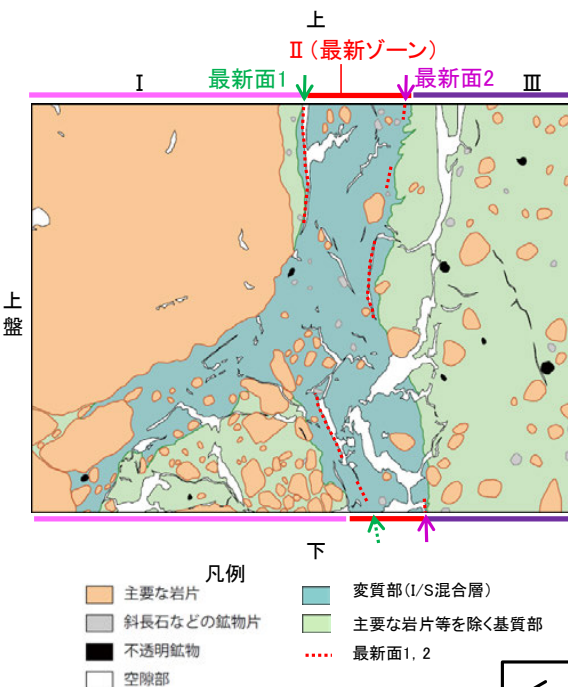 上
Ⅱ(最新ゾーン)
Ⅰ 最新面1 最新面2 Ⅲ
上盤
下
凡例
主要な岩片
斜長石などの鉱物片
不透明鉱物
空隙部
変質部(I/S混合層)
主要な岩片等を除く基質部
最新面1, 2